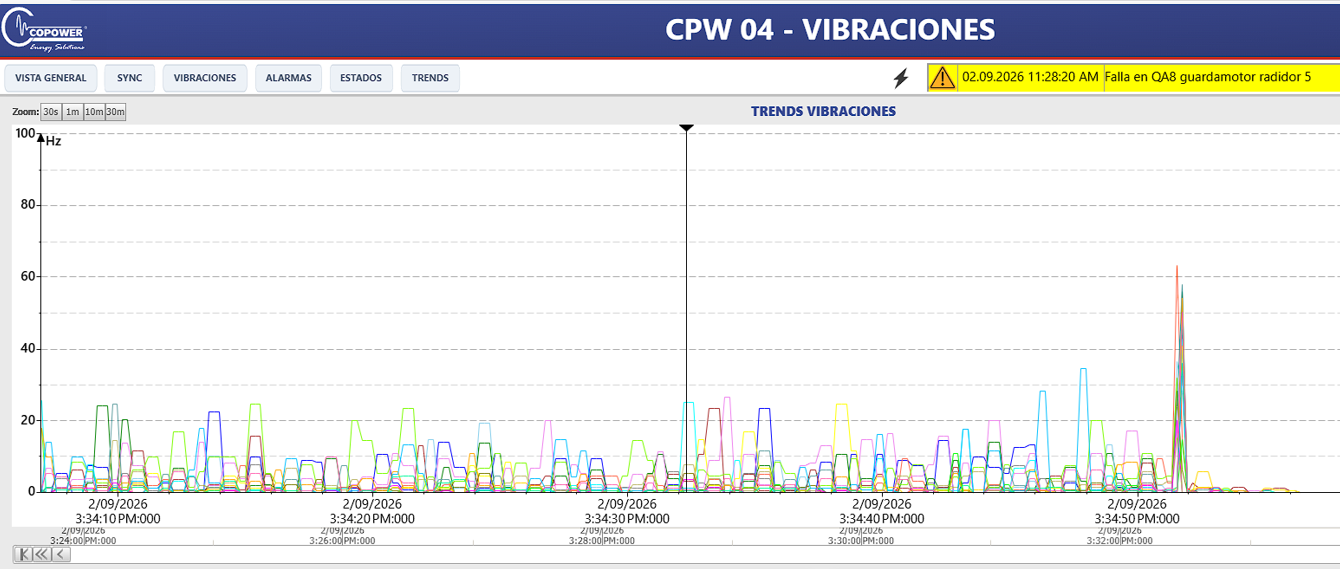 COPOWER
Energy Solutions
CPW 04 - VIBRACIONES
VISTA GENERAL
SYNC
VIBRACIONES
ALARMAS
ESTADOS
TRENDS
02.09.2026 11:28:20 AM
Falla en QA8 guardamotor radidor 5
Zoom:
30s
1m
10m
30m
TRENDS VIBRACIONES
Hz
100
80
60
40
20
0
2/09/2026
3:34:10 PM:000
2/09/2026
3:34:20 PM:000
2/09/2026
3:34:30 PM:000
2/09/2026
3:34:40 PM:000
2/09/2026
3:34:50 PM:000
2/09/2026
3:24:00 PM:000
2/09/2026
3:26:00 PM:000
2/09/2026
3:28:00 PM:000
2/09/2026
3:30:00 PM:000
2/09/2026
3:32:00 PM:000